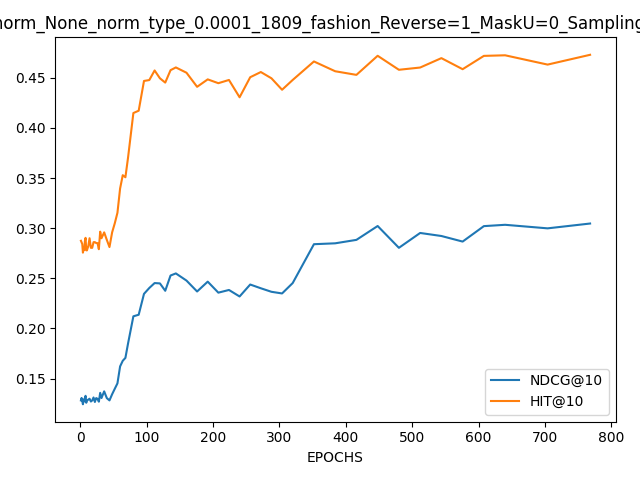 norm_None_norm_type_0.0001_1809_fashion_Reverse=1_MaskU=0_Sampling
0.45
0.40
0.35
0.30
0.25
0.20
0.15
NDCG@10
HIT@10
0 100 200 300 400 500 600 700 800
EPOCHS